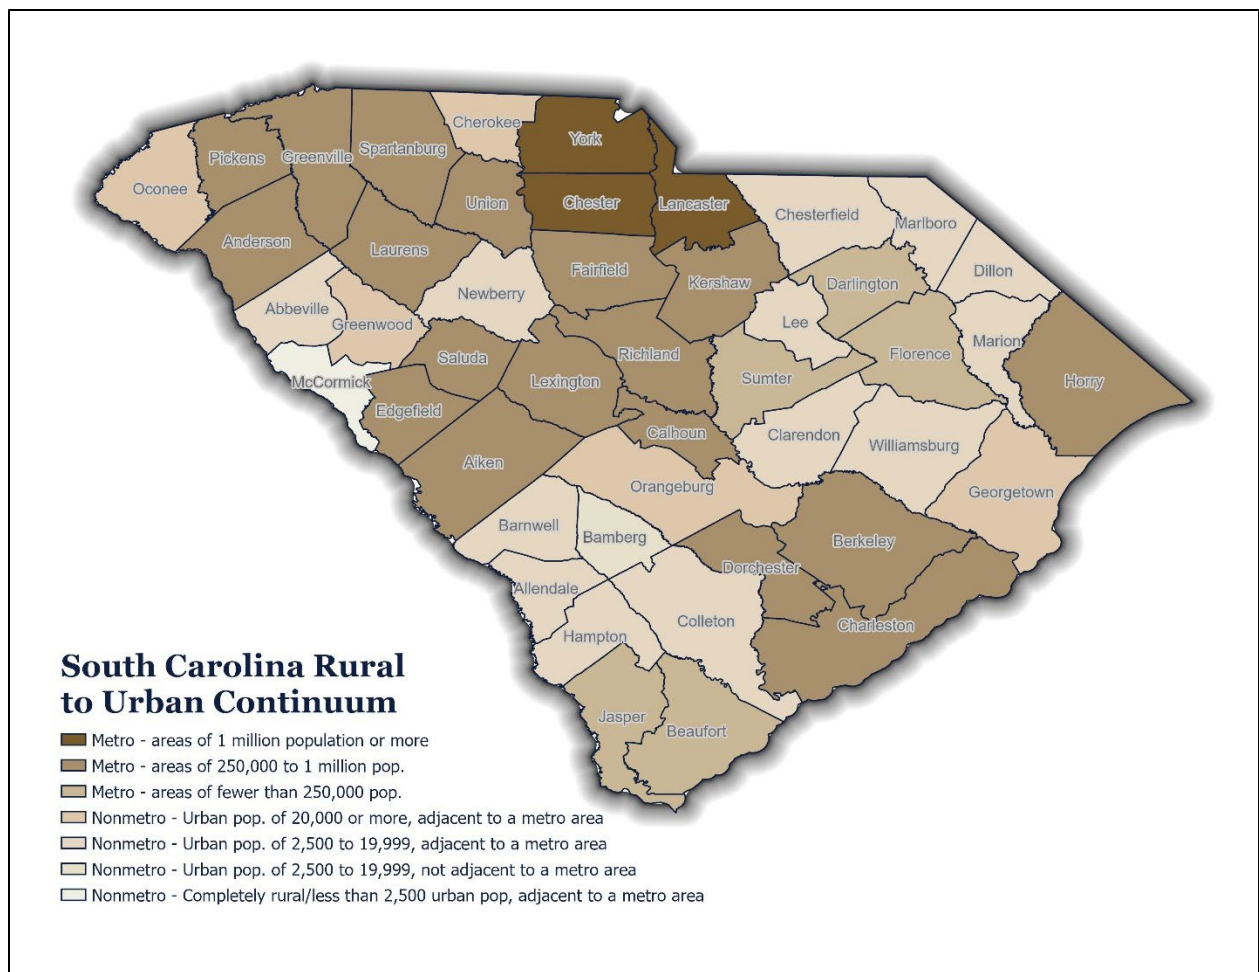 Cherokee
York
Pickens
Greenville
Spartanburg
Oconee
Union
Chester
Lancaster
Chesterfield
Marlboro
Anderson
Laurens
Fairfield
Kershaw
Darlington
Dillon
Newberry
Abbeville
Greenwood
Lee
Marion
Saluda
Richland
Florence
McCormick
Lexington
Sumter
Horry
Edgefield
Calhoun
Clarendon
Williamsburg
Aiken
Orangeburg
Georgetown
Barnwell
Bamberg
Berkeley
Dorchester
Allendale
Colleton
Charleston
Hampton
Jasper
Beaufort
South Carolina Rural
to Urban Continuum
Metro - areas of 1 million population or more
Metro - areas of 250,000 to 1 million pop.
Metro - areas of fewer than 250,000 pop.
Nonmetro - Urban pop. of 20,000 or more, adjacent to a metro area
Nonmetro - Urban pop. of 2,500 to 19,999, adjacent to a metro area
Nonmetro - Urban pop. of 2,500 to 19,999, not adjacent to a metro area
Nonmetro - Completely rural/less than 2,500 urban pop, adjacent to a metro area